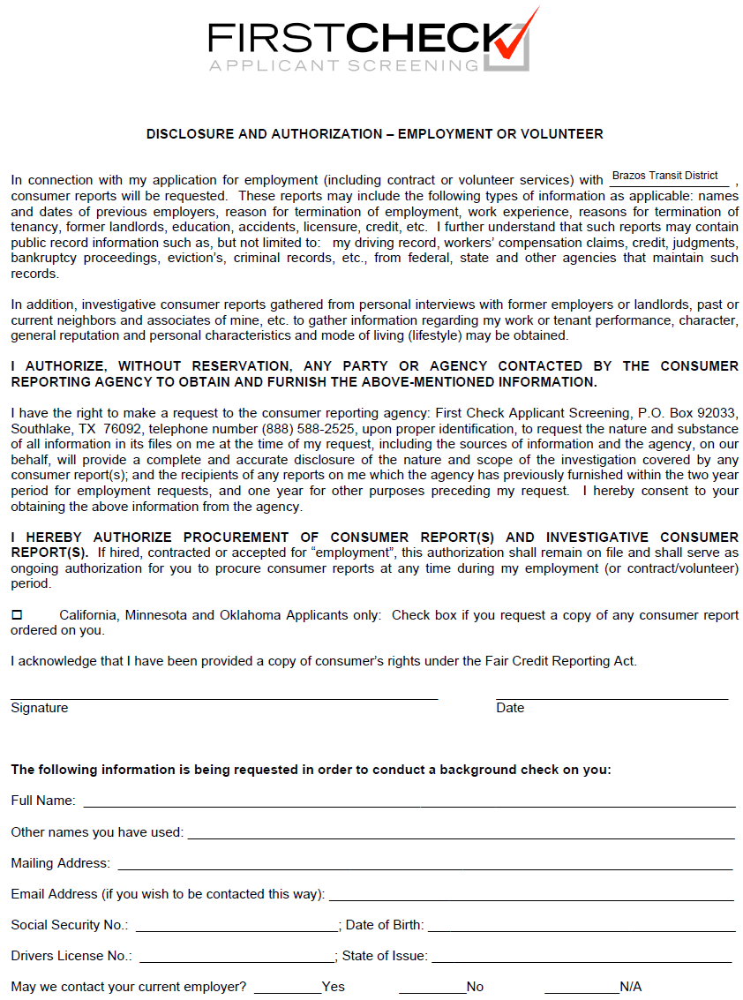 FIRSTCHECK
APPLICANT SCREENING
DISCLOSURE AND AUTHORIZATION – EMPLOYMENT OR VOLUNTEER
In connection with my application for employment (including contract or volunteer services) with Brazos Transit District ,
consumer reports will be requested. These reports may include the following types of information as applicable: names
and dates of previous employers, reason for termination of employment, work experience, reasons for termination of
tenancy, former landlords, education, accidents, licensure, credit, etc. I further understand that such reports may contain
public record information such as, but not limited to: my driving record, workers’ compensation claims, credit, judgments,
bankruptcy proceedings, eviction’s, criminal records, etc., from federal, state and other agencies that maintain such
records.
In addition, investigative consumer reports gathered from personal interviews with former employers or landlords, past or
current neighbors and associates of mine, etc. to gather information regarding my work or tenant performance, character,
general reputation and personal characteristics and mode of living (lifestyle) may be obtained.
I AUTHORIZE, WITHOUT RESERVATION, ANY PARTY OR AGENCY CONTACTED BY THE CONSUMER
REPORTING AGENCY TO OBTAIN AND FURNISH THE ABOVE-MENTIONED INFORMATION.
I have the right to make a request to the consumer reporting agency: First Check Applicant Screening, P.O. Box 92033,
Southlake, TX 76092, telephone number (888) 588-2525, upon proper identification, to request the nature and substance
of all information in its files on me at the time of my request, including the sources of information and the agency, on our
behalf, will provide a complete and accurate disclosure of the nature and scope of the investigation covered by any
consumer report(s); and the recipients of any reports on me which the agency has previously furnished within the two year
period for employment requests, and one year for other purposes preceding my request. I hereby consent to your
obtaining the above information from the agency.
I HEREBY AUTHORIZE PROCUREMENT OF CONSUMER REPORT(S) AND INVESTIGATIVE CONSUMER
REPORT(S). If hired, contracted or accepted for “employment”, this authorization shall remain on file and shall serve as
ongoing authorization for you to procure consumer reports at any time during my employment (or contract/volunteer)
period.
☐ California, Minnesota and Oklahoma Applicants only: Check box if you request a copy of any consumer report
ordered on you.
I acknowledge that I have been provided a copy of consumer’s rights under the Fair Credit Reporting Act.
Signature Date
The following information is being requested in order to conduct a background check on you:
Full Name: ____
Other names you have used: ____
Mailing Address: ____
Email Address (if you wish to be contacted this way): ____
Social Security No.: ____; Date of Birth: ____
Drivers License No.: ____; State of Issue: ____
May we contact your current employer? ____Yes ____No ____N/A